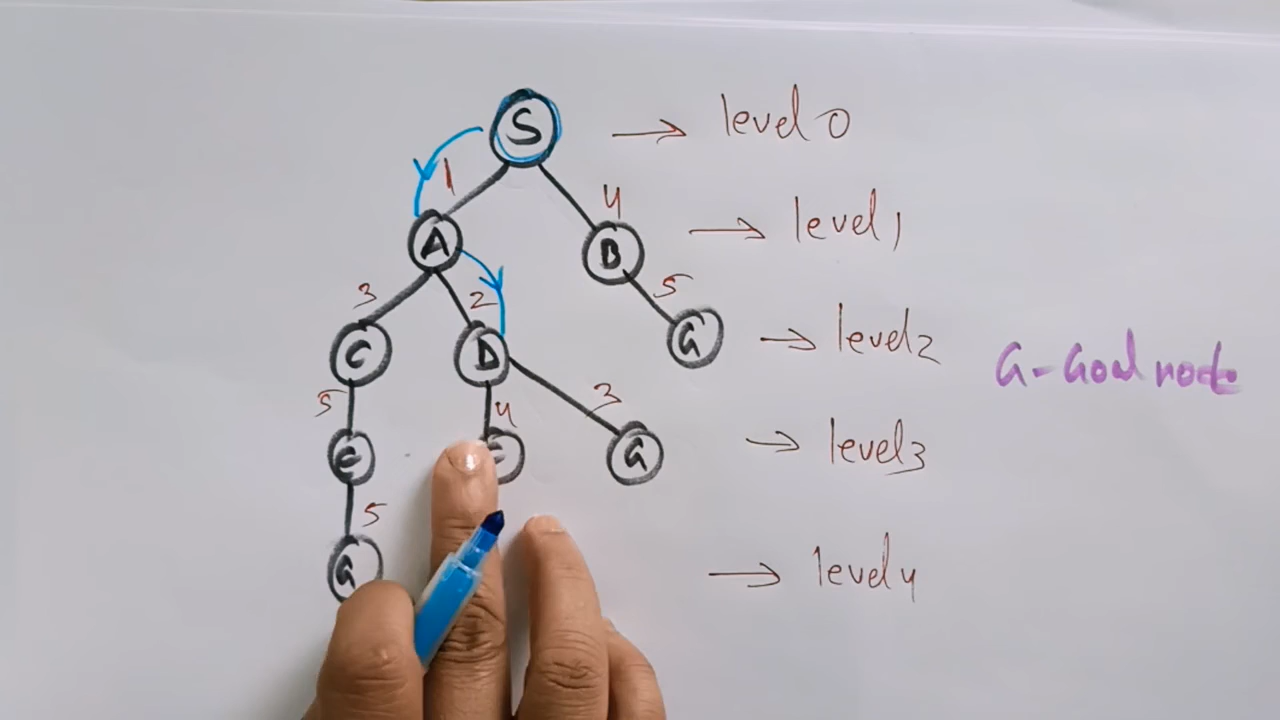 S → level 0
1 4
A B → level 1
3 2 5
C D G → level 2
G - Goal node
5 4 3
e G → level 3
5
G → level 4